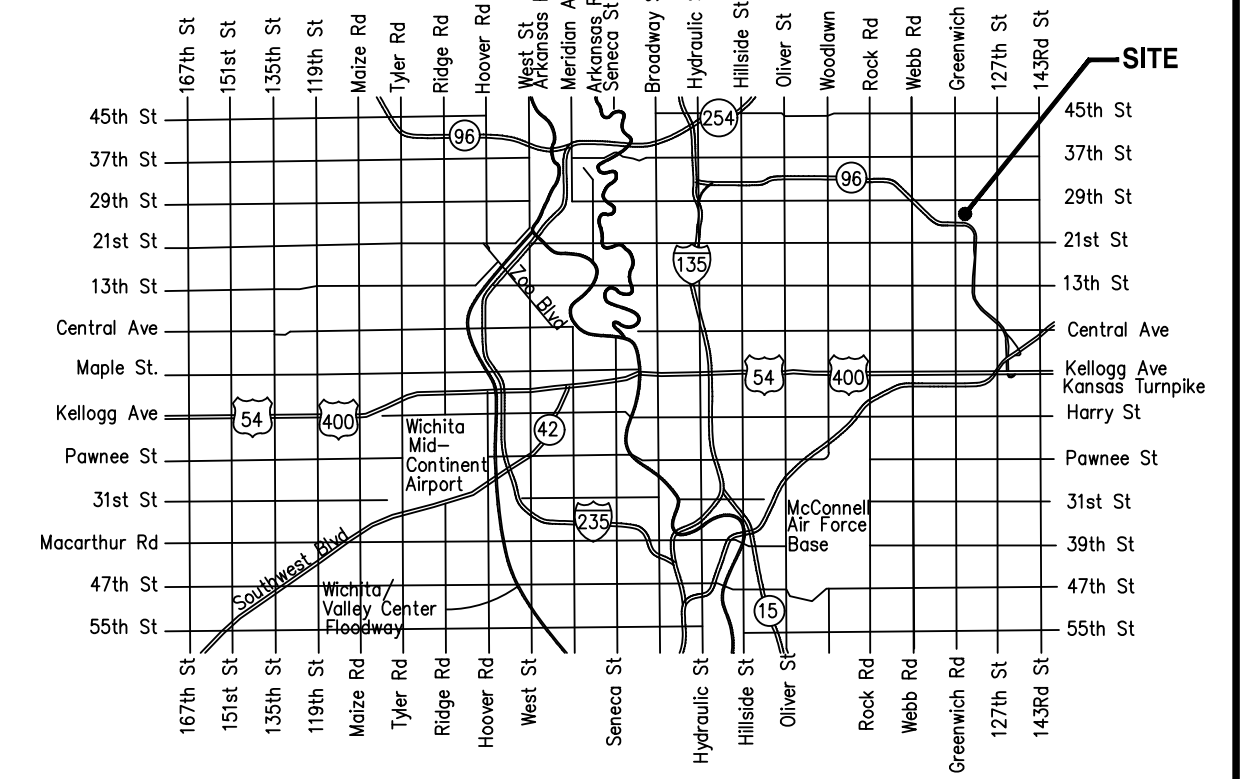 167th St
151st St
135th St
119th St
Maize Rd
Tyler Rd
Ridge Rd
Hoover Rd
West St
Arkansas
Meridian
Arkansas
Seneca St
Broadway
Hydraulic
Hillside St
Oliver St
Woodlawn
Rock Rd
Webb Rd
Greenwich
127th St
143Rd St
SITE
45th St
37th St
29th St
21st St
13th St
Central Ave
Maple St.
Kellogg Ave
Pawnee St
31st St
Macarthur Rd
47th St
55th St
96
254
96
135
Zoo Blvd
54
400
54
400
42
Wichita
Mid-
Continent
Airport
235
Southwest Blvd
Wichita/
Valley Center
Floodway
McConnell
Air Force
Base
15
45th St
37th St
29th St
21st St
13th St
Central Ave
Kellogg Ave
Kansas Turnpike
Harry St
Pawnee St
31st St
39th St
47th St
55th St
167th St
151st St
135th St
119th St
Maize Rd
Tyler Rd
Ridge Rd
Hoover Rd
West St
Seneca St
Hydraulic St
Hillside St
Oliver St
Rock Rd
Webb Rd
Greenwich Rd
127th St
143Rd St